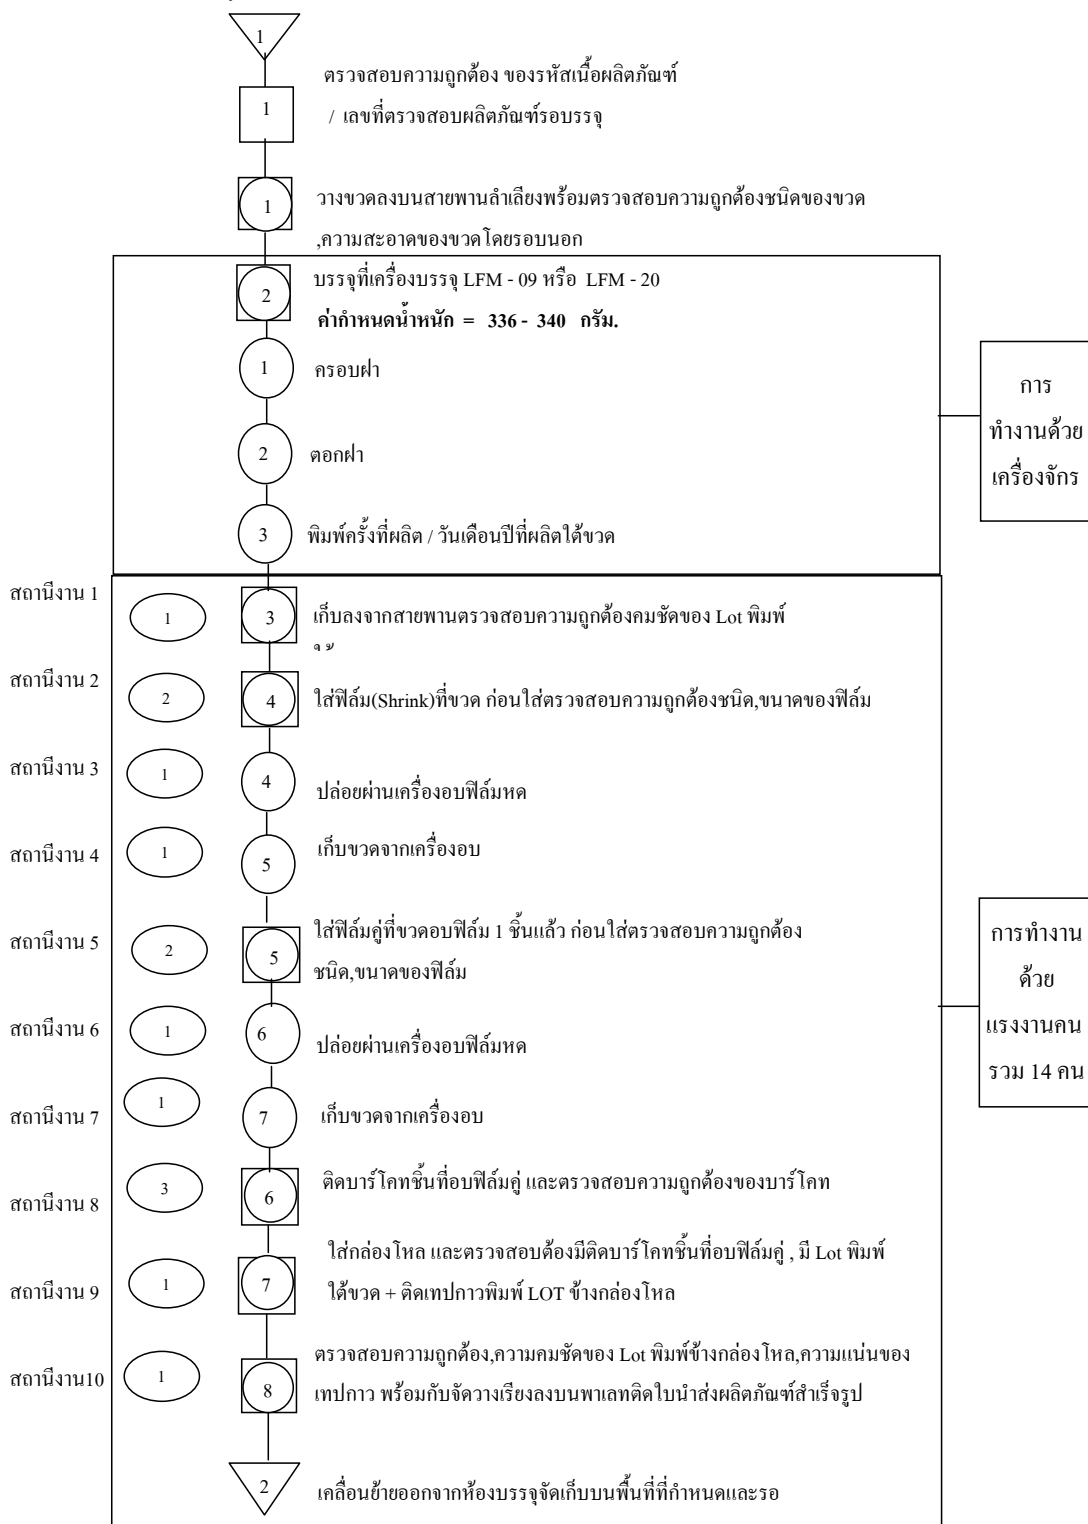 1
ตรวจสอบความถูกต้อง ของรหัสเนื้อผลิตภัณฑ์
1
/ เลขที่ตรวจสอบผลิตภัณฑ์รอบรรจุ
1
วางขวดลงบนสายพานลำเลียงพร้อมตรวจสอบความถูกต้องชนิดของขวด
,ความสะอาดของขวดโดยรอบนอก
2
บรรจุที่เครื่องบรรจุ LFM - 09 หรือ LFM - 20
ค่ากำหนดน้ำหนัก = 336 - 340 กรัม.
1
ครอบฝา
2
ตอกฝา
3
พิมพ์ครั้งที่ผลิต / วันเดือนปีที่ผลิตใต้ขวด
การ
ทำงานด้วย
เครื่องจักร
สถานีงาน 1
1
3
เก็บลงจากสายพานตรวจสอบความถูกต้องคมชัดของ Lot พิมพ์
สถานีงาน 2
2
4
ใส่ฟิล์ม(Shrink)ที่ขวด ก่อนใส่ตรวจสอบความถูกต้องชนิด,ขนาดของฟิล์ม
สถานีงาน 3
1
4
ปล่อยผ่านเครื่องอบฟิล์มหด
สถานีงาน 4
1
5
เก็บขวดจากเครื่องอบ
สถานีงาน 5
2
5
ใส่ฟิล์มคู่ที่ขวดอบฟิล์ม 1 ชิ้นแล้ว ก่อนใส่ตรวจสอบความถูกต้อง
ชนิด,ขนาดของฟิล์ม
สถานีงาน 6
1
6
ปล่อยผ่านเครื่องอบฟิล์มหด
สถานีงาน 7
1
7
เก็บขวดจากเครื่องอบ
สถานีงาน 8
3
6
ติดบาร์โคทชิ้นที่อบฟิล์มคู่ และตรวจสอบความถูกต้องของบาร์โคท
สถานีงาน 9
1
7
ใส่กล่องโหล และตรวจสอบต้องมีติดบาร์โคทชิ้นที่อบฟิล์มคู่ , มี Lot พิมพ์
ใต้ขวด + ติดเทปกาวพิมพ์ LOT ข้างกล่องโหล
สถานีงาน10
1
8
ตรวจสอบความถูกต้อง,ความคมชัดของ Lot พิมพ์ข้างกล่องโหล,ความแน่นของ
เทปกาว พร้อมกับจัดวางเรียงลงบนพาเลทติดใบนำส่งผลิตภัณฑ์สำเร็จรูป
2
เคลื่อนย้ายออกจากห้องบรรจุจัดเก็บบนพื้นที่ที่กำหนดและรอ
การทำงาน
ด้วย
แรงงานคน
รวม 14 คน